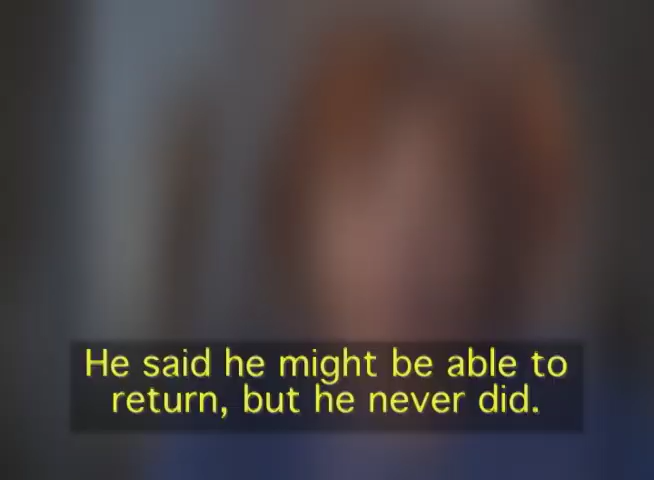 He said he might be able to
return, but he never did.